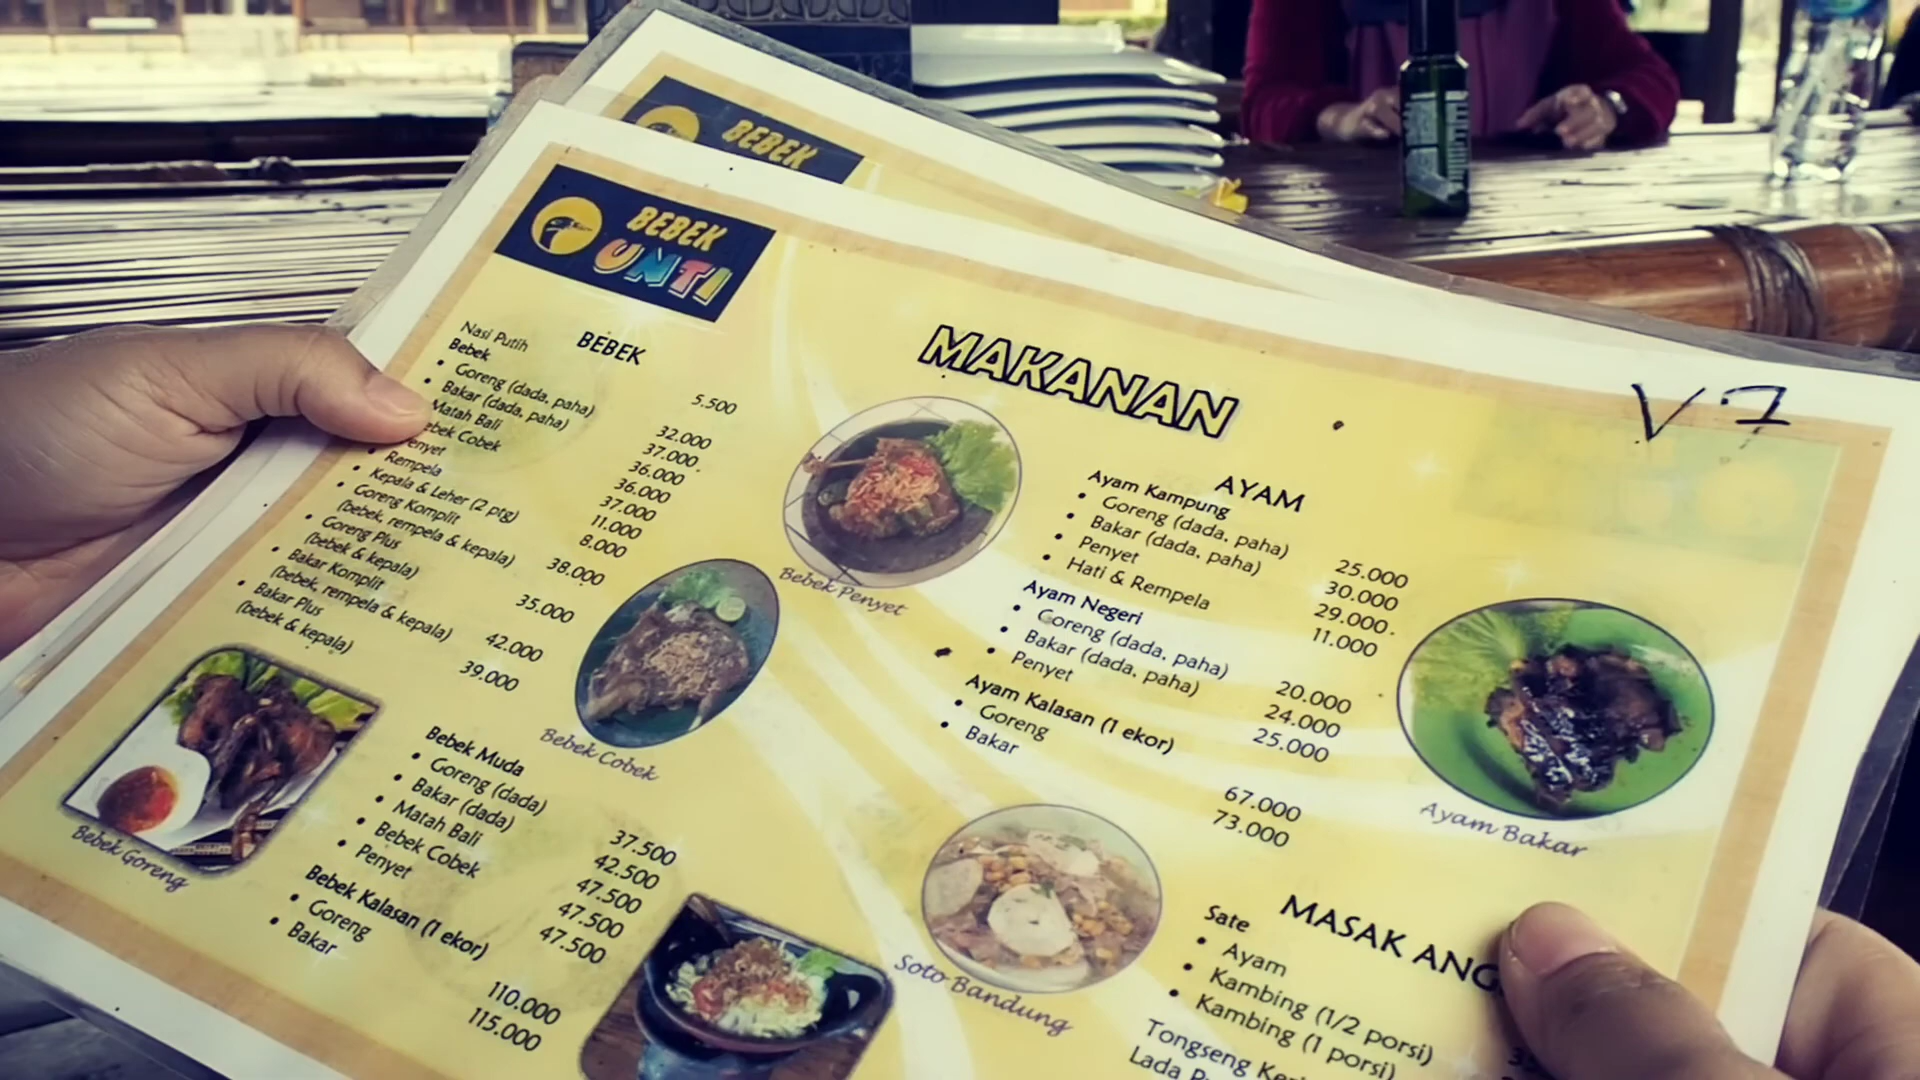 BEBEK
BEBEK
UNTI
MAKANAN
V 7
BEBEK
Nasi Putih 5.500
Bebek
• Goreng (dada, paha) 32.000
• Bakar (dada, paha) 37.000
Matah Bali 36.000
Cobek 36.000
Penyet 37.000
• Rempela 11.000
• Kepala & Leher (2 ptg) 8.000
• Goreng Komplit
(bebek, rempela & kepala) 38.000
• Goreng Plus
(bebek & kepala) 35.000
• Bakar Komplit
(bebek, rempela & kepala) 42.000
• Bakar Plus
(bebek & kepala) 39.000
Bebek Goreng
Bebek Muda
• Goreng (dada) 37.500
• Bakar (dada) 42.500
• Matah Bali 47.500
• Bebek Cobek 47.500
• Penyet 47.500
Bebek Kalasan (1 ekor)
• Goreng 110.000
• Bakar 115.000
Bebek Penyet
Bebek Cobek
Soto Bandung
AYAM
Ayam Kampung
• Goreng (dada, paha) 25.000
• Bakar (dada, paha) 30.000
• Penyet 29.000
• Hati & Rempela 11.000
Ayam Negeri
• Goreng (dada, paha) 20.000
• Bakar (dada, paha) 24.000
• Penyet 25.000
Ayam Kalasan (1 ekor)
• Goreng 67.000
• Bakar 73.000
Ayam Bakar
MASAK
Sate
• Ayam
• Kambing (1/2 porsi)
• Kambing (1 porsi)
Tongseng
Lada